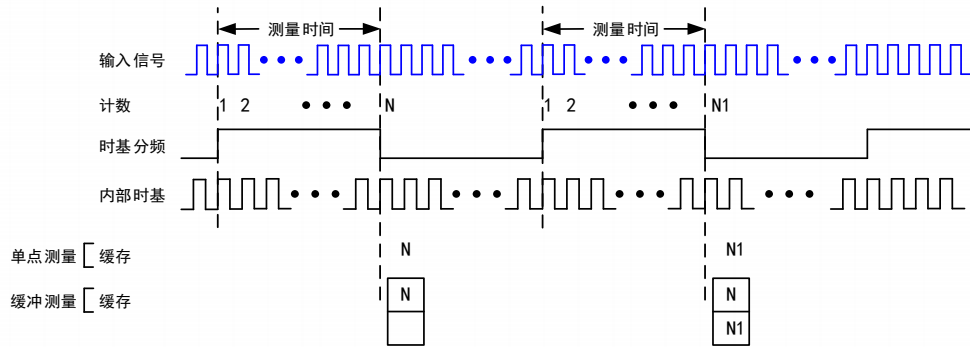 测量时间 测量时间
输入信号
计数 1 2 N 1 2 N1
时基分频
内部时基
单点测量 缓存 N N1
缓冲测量 缓存 N N
N1